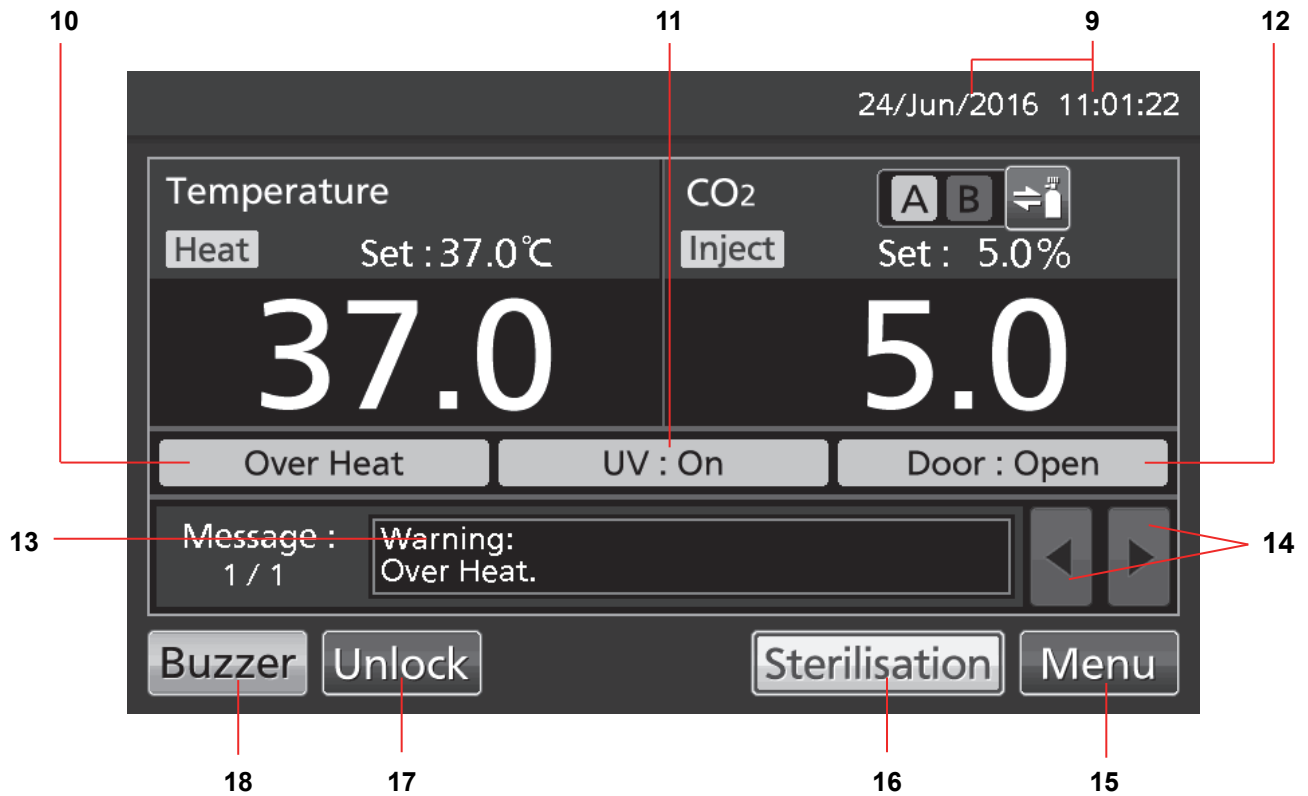 10 11 9 12
24/Jun/2016 11:01:22
Temperature
CO2 A B
Heat Set : 37.0℃
Inject Set : 5.0%
37.0
5.0
Over Heat UV : On Door : Open
13
Message :
1 / 1
Warning:
Over Heat.
14
Buzzer Unlock Sterilisation Menu
18 17 16 15